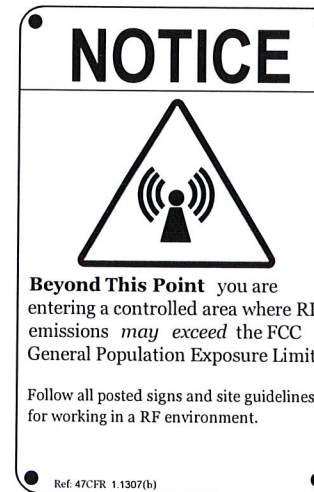 NOTICE
Beyond This Point you are
entering a controlled area where RF
emissions may exceed the FCC
General Population Exposure Limit
Follow all posted signs and site guidelines
for working in a RF environment.
Ref: 47CFR 1.1307(b)